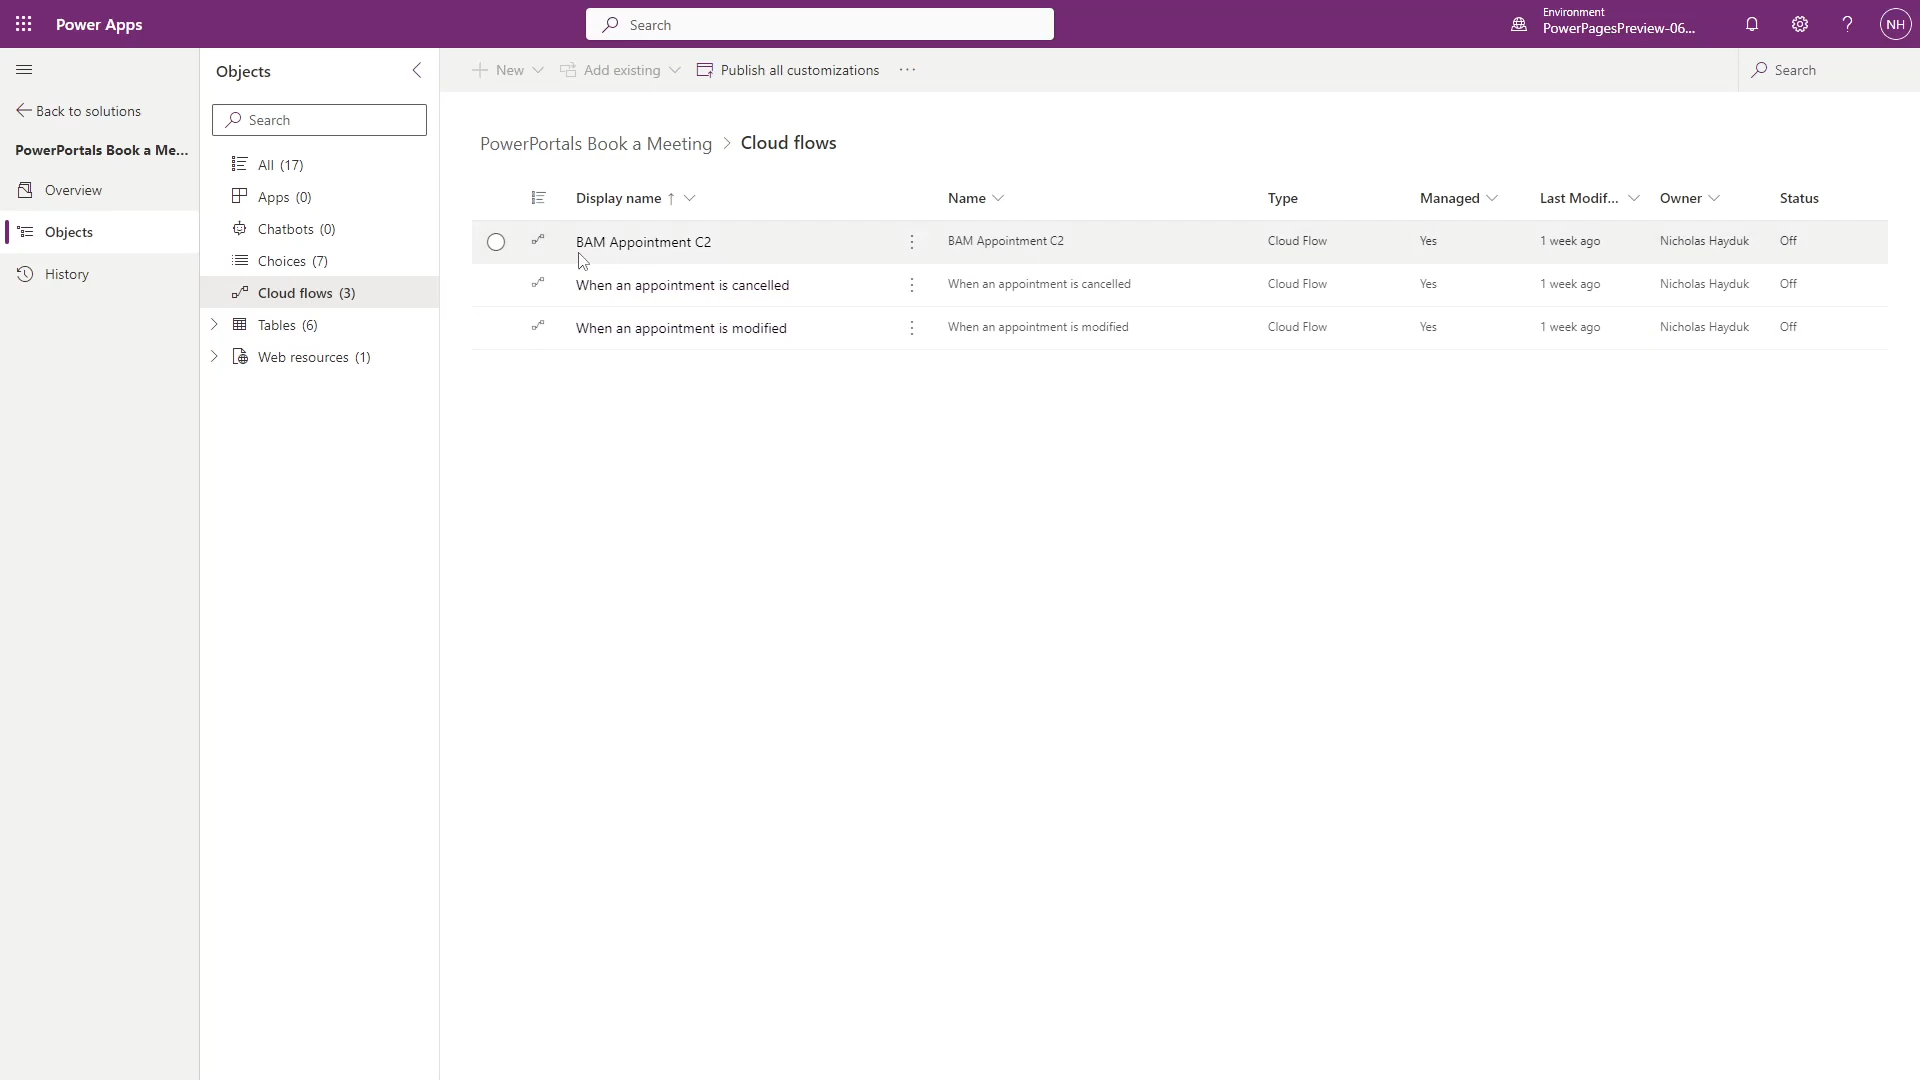 Power Apps
Search
Environment
PowerPagesPreview-06...
NH
Back to solutions
PowerPortals Book a Me...
Overview
Objects
History
Objects
Search
All (17)
Apps (0)
Chatbots (0)
Choices (7)
Cloud flows (3)
Tables (6)
Web resources (1)
New
Add existing
Publish all customizations
Search
PowerPortals Book a Meeting > Cloud flows
Display name ↑ Name Type Managed Last Modif... Owner Status
BAM Appointment C2 BAM Appointment C2 Cloud Flow Yes 1 week ago Nicholas Hayduk Off
When an appointment is cancelled When an appointment is cancelled Cloud Flow Yes 1 week ago Nicholas Hayduk Off
When an appointment is modified When an appointment is modified Cloud Flow Yes 1 week ago Nicholas Hayduk Off